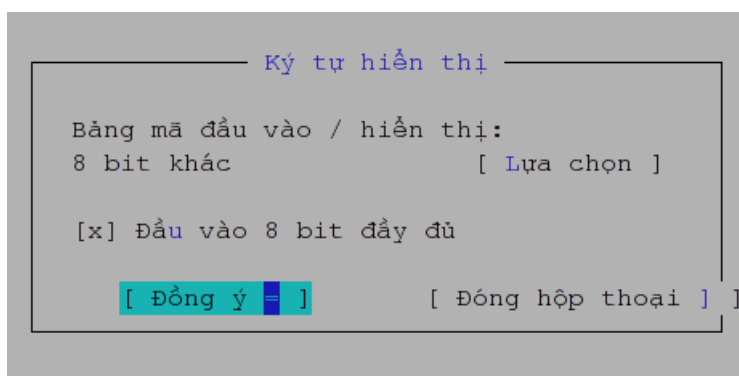 Ký tự hiển thị
Bảng mã đầu vào / hiển thị:
8 bit khác [ Lựa chọn ]
[x] Đầu vào 8 bit đầy đủ
[ Đồng ý = ] [ Đóng hộp thoại ] ]